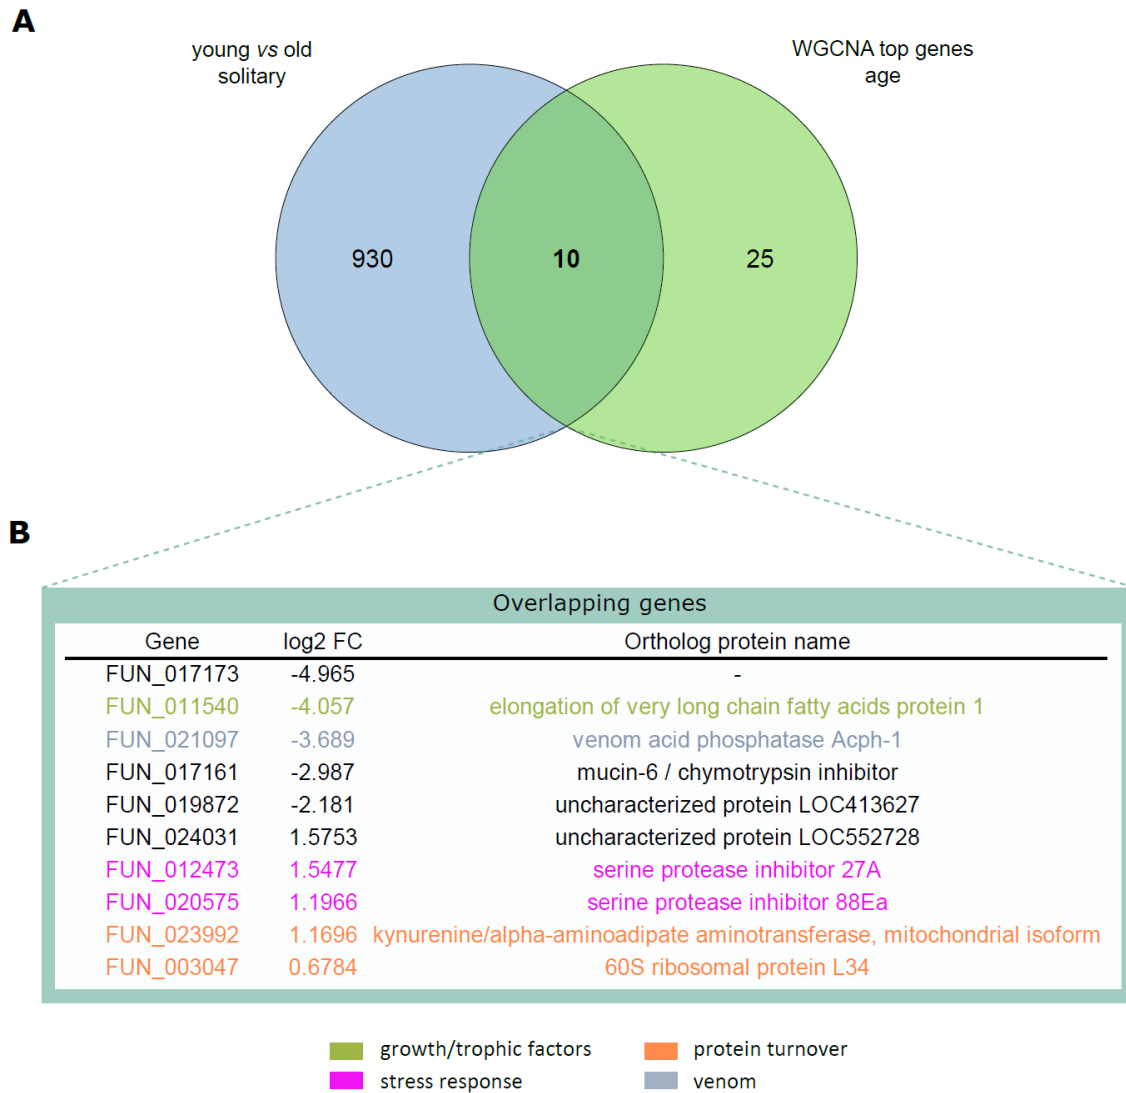 A
young vs old
solitary
WGCNA top genes
age
930
10
25
B
Overlapping genes
Gene log2 FC Ortholog protein name
FUN_017173 -4.965 -
FUN_011540 -4.057 elongation of very long chain fatty acids protein 1
FUN_021097 -3.689 venom acid phosphatase Acph-1
FUN_017161 -2.987 mucin-6 / chymotrypsin inhibitor
FUN_019872 -2.181 uncharacterized protein LOC413627
FUN_024031 1.5753 uncharacterized protein LOC552728
FUN_012473 1.5477 serine protease inhibitor 27A
FUN_020575 1.1966 serine protease inhibitor 88Ea
FUN_023992 1.1696 kynurenine/alpha-aminoadipate aminotransferase, mitochondrial isoform
FUN_003047 0.6784 60S ribosomal protein L34
growth/trophic factors protein turnover
stress response venom